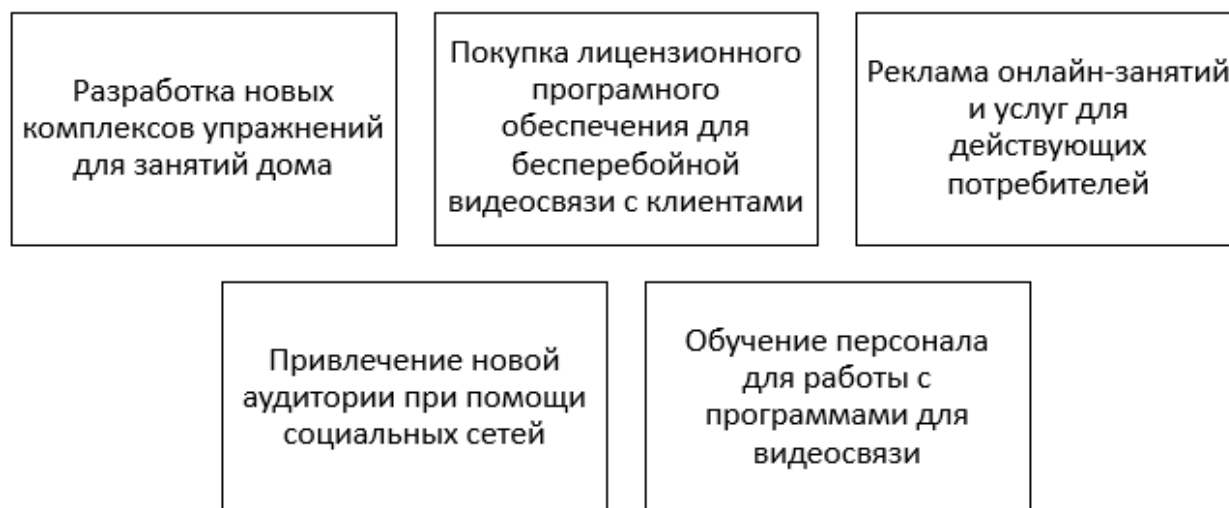 Разработка новых
комплексов упражнений
для занятий дома
Покупка лицензионного
програмного
обеспечения для
бесперебойной
видеосвязи с клиентами
Реклама онлайн-занятий
и услуг для
действующих
потребителей
Привлечение новой
аудитории при помощи
социальных сетей
Обучение персонала
для работы с
программами для
видеосвязи